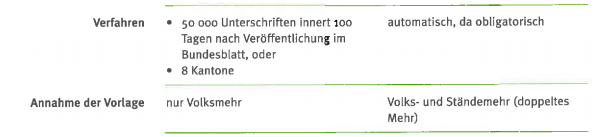 Verfahren
• 50 000 Unterschriften innert 100
Tagen nach Veröffentlichung im
Bundesblatt, oder
• 8 Kantone
automatisch, da obligatorisch
Annahme der Vorlage
nur Volksmehr
Volks- und Ständemehr (doppeltes
Mehr)